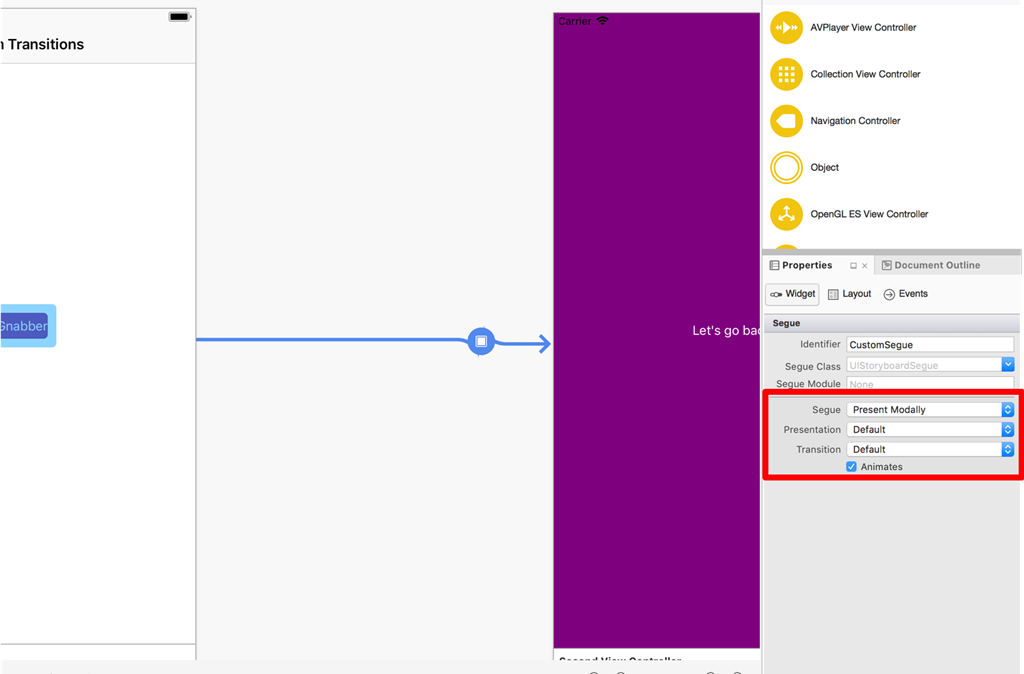 Transitions
Gnabber
Carrier
Let's go bac
Second View Controller
AVPlayer View Controller
Collection View Controller
Navigation Controller
Object
OpenGL ES View Controller
Properties
Document Outline
Widget
Layout
Events
Segue
Identifier CustomSegue
Segue Class UIStoryboardSegue
Segue Module None
Segue Present Modally
Presentation Default
Transition Default
Animates